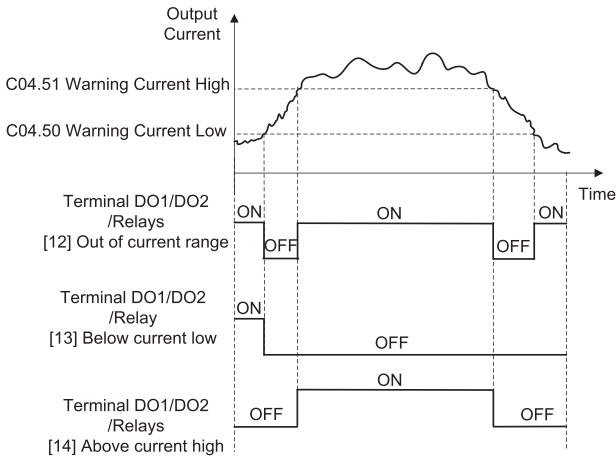 Output
Current
C04.51 Warning Current High
C04.50 Warning Current Low
Time
Terminal DO1/DO2
/Relays
[12] Out of current range
ON
OFF
ON
OFF
ON
Terminal DO1/DO2
/Relay
[13] Below current low
ON
OFF
Terminal DO1/DO2
/Relays
[14] Above current high
OFF
ON
OFF